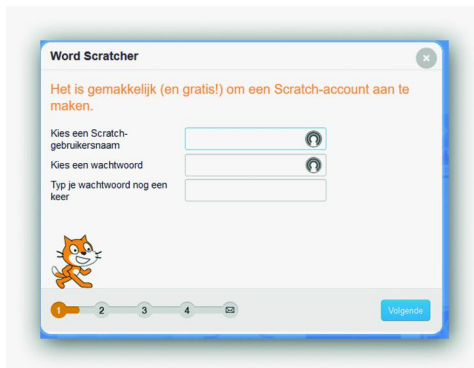 Word Scratcher
Het is gemakkelijk (en gratis!) om een Scratch-account aan te
maken.
Kies een Scratch-
gebruikersnaam
Kies een wachtwoord
Typ je wachtwoord nog een
keer
1 2 3 4
Volgende